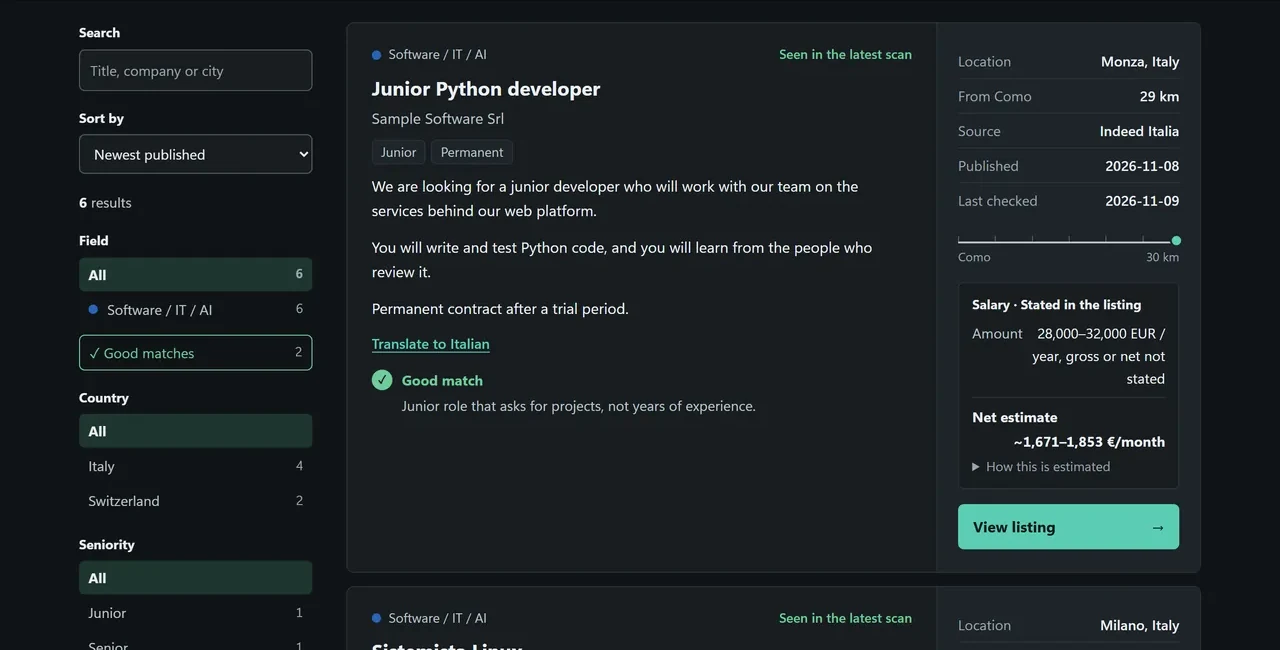 Search
Title, company or city
Sort by
Newest published
6 results
Field
All 6
Software / IT / AI 6
✓ Good matches 2
Country
All
Italy 4
Switzerland 2
Seniority
All
Junior 1
Senior 1
Software / IT / AI
Seen in the latest scan
Junior Python developer
Sample Software Srl
Junior Permanent
We are looking for a junior developer who will work with our team on the
services behind our web platform.
You will write and test Python code, and you will learn from the people who
review it.
Permanent contract after a trial period.
Translate to Italian
✓ Good match
Junior role that asks for projects, not years of experience.
Location Monza, Italy
From Como 29 km
Source Indeed Italia
Published 2026-11-08
Last checked 2026-11-09
Como 30 km
Salary · Stated in the listing
Amount 28,000–32,000 EUR /
year, gross or net not
stated
Net estimate
~1,671–1,853 €/month
▶ How this is estimated
View listing →
Software / IT / AI
Seen in the latest scan
Sistemista Linux
Location Milano, Italy